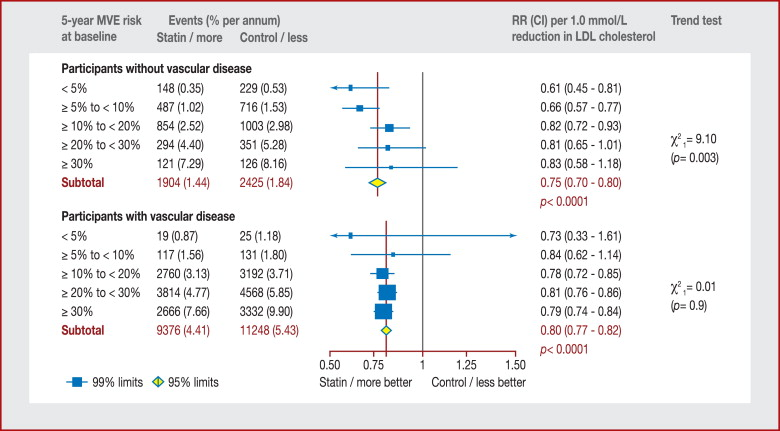 5-year MVE risk Events (% per annum) RR (CI) per 1.0 mmol/L Trend test
at baseline Statin / more Control / less reduction in LDL cholesterol
Participants without vascular disease
< 5% 148 (0.35) 229 (0.53) 0.61 (0.45 - 0.81)
≥ 5% to < 10% 487 (1.02) 716 (1.53) 0.66 (0.57 - 0.77)
≥ 10% to < 20% 854 (2.52) 1003 (2.98) 0.82 (0.72 - 0.93)
≥ 20% to < 30% 294 (4.40) 351 (5.28) 0.81 (0.65 - 1.01) χ²₁ = 9.10
≥ 30% 121 (7.29) 126 (8.16) 0.83 (0.58 - 1.18) (p= 0.003)
Subtotal 1904 (1.44) 2425 (1.84) 0.75 (0.70 - 0.80)
p< 0.0001
Participants with vascular disease
< 5% 19 (0.87) 25 (1.18) 0.73 (0.33 - 1.61)
≥ 5% to < 10% 117 (1.56) 131 (1.80) 0.84 (0.62 - 1.14)
≥ 10% to < 20% 2760 (3.13) 3192 (3.71) 0.78 (0.72 - 0.85)
≥ 20% to < 30% 3814 (4.77) 4568 (5.85) 0.81 (0.76 - 0.86) χ²₁ = 0.01
≥ 30% 2666 (7.66) 3332 (9.90) 0.79 (0.74 - 0.84) (p= 0.9)
Subtotal 9376 (4.41) 11248 (5.43) 0.80 (0.77 - 0.82)
p< 0.0001
0.50 0.75 1 1.25 1.50
99% limits 95% limits Statin / more better Control / less better